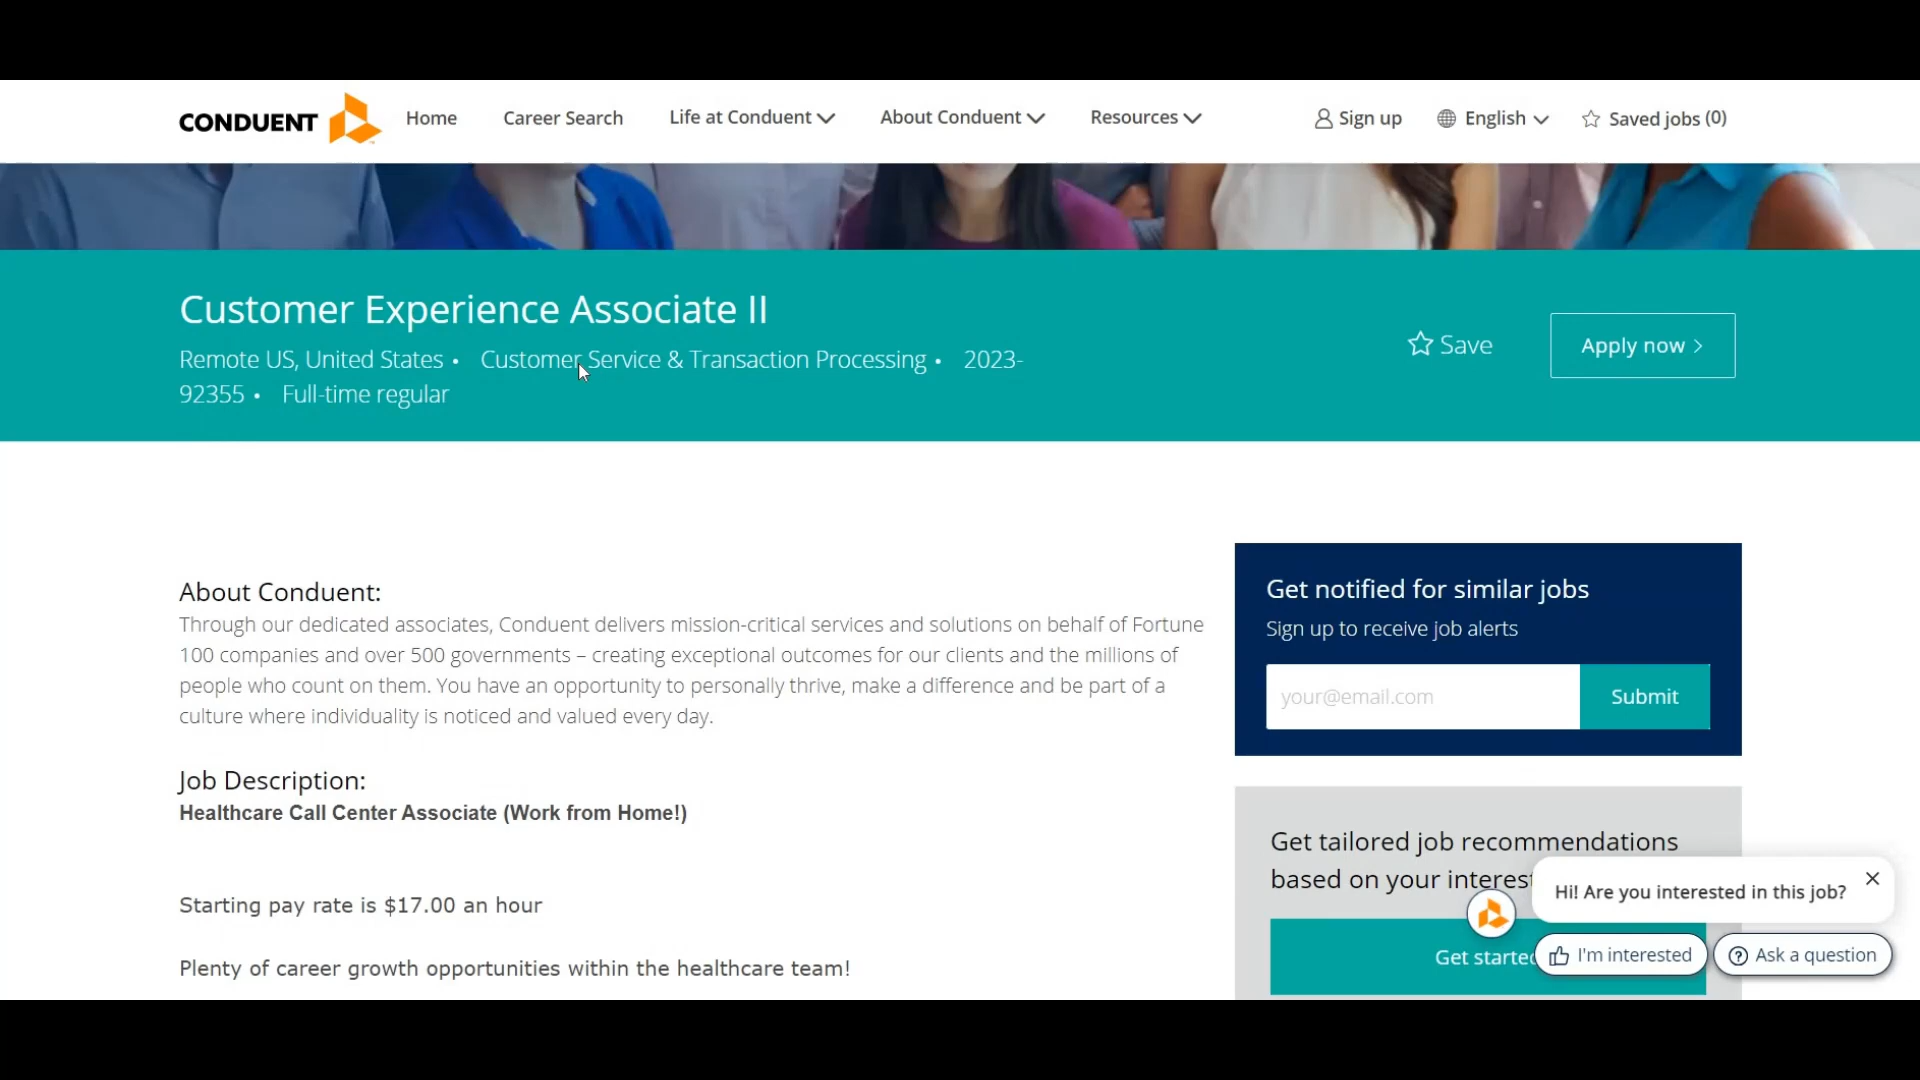 CONDUENT
Home
Career Search
Life at Conduent
About Conduent
Resources
Sign up
English
Saved jobs (0)
Customer Experience Associate II
Remote US, United States • Customer Service & Transaction Processing • 2023-
92355 • Full-time regular
Save
Apply now
About Conduent:
Through our dedicated associates, Conduent delivers mission-critical services and solutions on behalf of Fortune
100 companies and over 500 governments – creating exceptional outcomes for our clients and the millions of
people who count on them. You have an opportunity to personally thrive, make a difference and be part of a
culture where individuality is noticed and valued every day.
Job Description:
Healthcare Call Center Associate (Work from Home!)
Starting pay rate is $17.00 an hour
Plenty of career growth opportunities within the healthcare team!
Get notified for similar jobs
Sign up to receive job alerts
your@email.com
Submit
Get tailored job recommendations
based on your interest
Get started
Hi! Are you interested in this job?
I'm interested
Ask a question